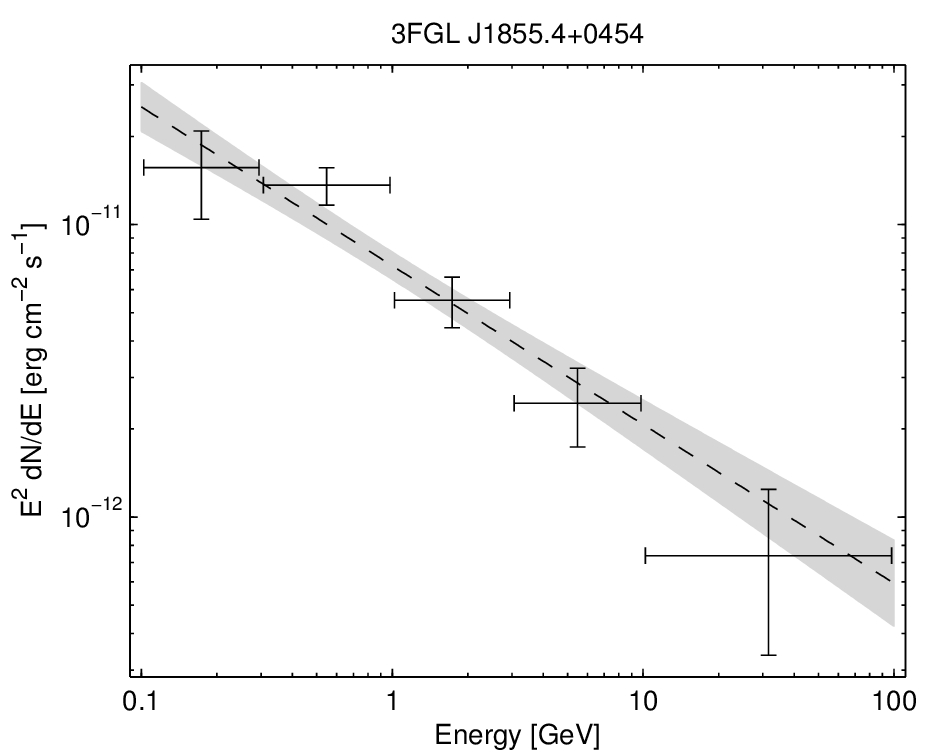 3FGL J1855.4+0454
E² dN/dE [erg cm⁻² s⁻¹]
10⁻¹¹
10⁻¹²
0.1 1 10 100
Energy [GeV]